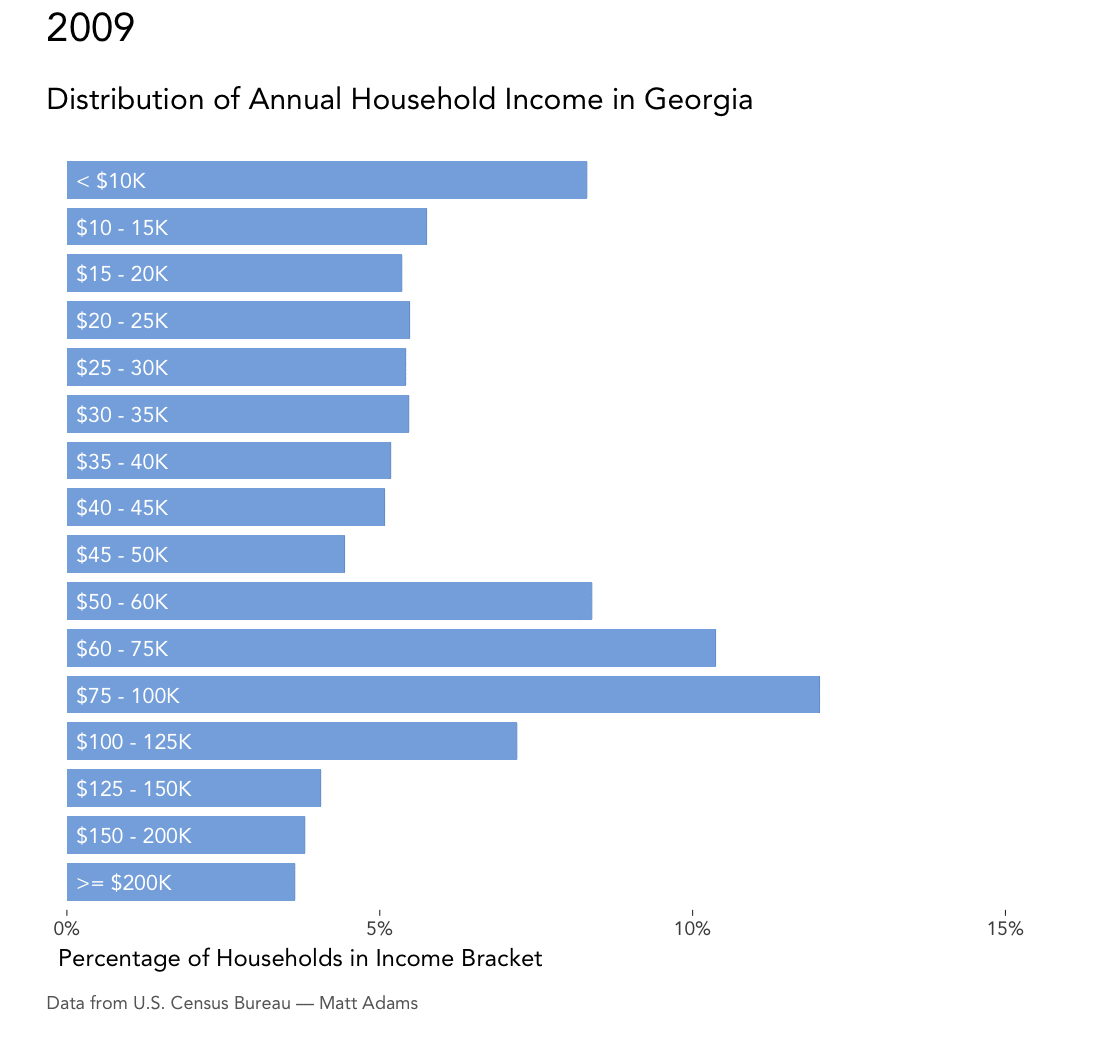 2009
Distribution of Annual Household Income in Georgia
< $10K
$10 - 15K
$15 - 20K
$20 - 25K
$25 - 30K
$30 - 35K
$35 - 40K
$40 - 45K
$45 - 50K
$50 - 60K
$60 - 75K
$75 - 100K
$100 - 125K
$125 - 150K
$150 - 200K
>= $200K
0% 5% 10% 15%
Percentage of Households in Income Bracket
Data from U.S. Census Bureau — Matt Adams